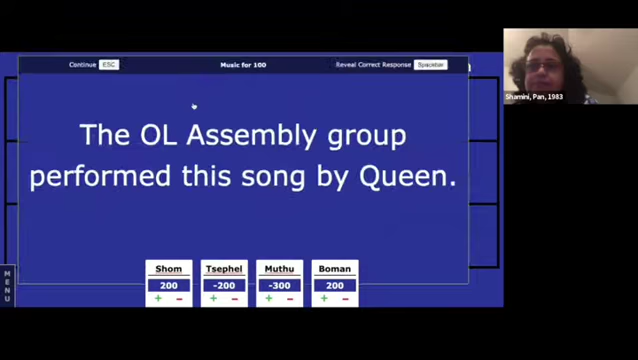 Continue ESC Music for 100 Reveal Correct Response Spacebar
The OL Assembly group
performed this song by Queen.
Shom Tsephel Muthu Boman
200 -200 -300 200
+ - + - + - + -
MENU
Shamini, Pan, 1983